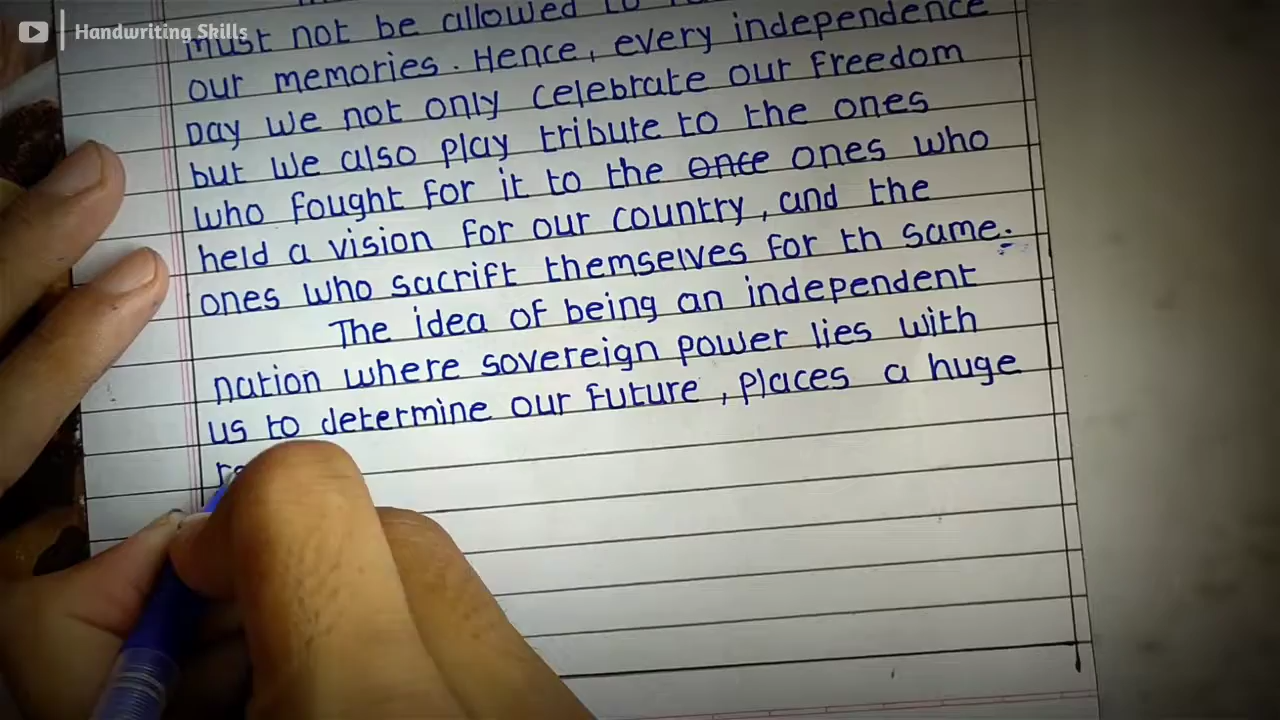 Handwriting Skills
must not be allowed to
our memories. Hence, every independence
Day we not only celebrate our freedom
but we also play tribute to the ones
who fought for it to the once ones who
held a vision for our country, and the
ones who sacrift themselves for th same.
The idea of being an independent
nation where sovereign power lies with
us to determine our future, places a huge